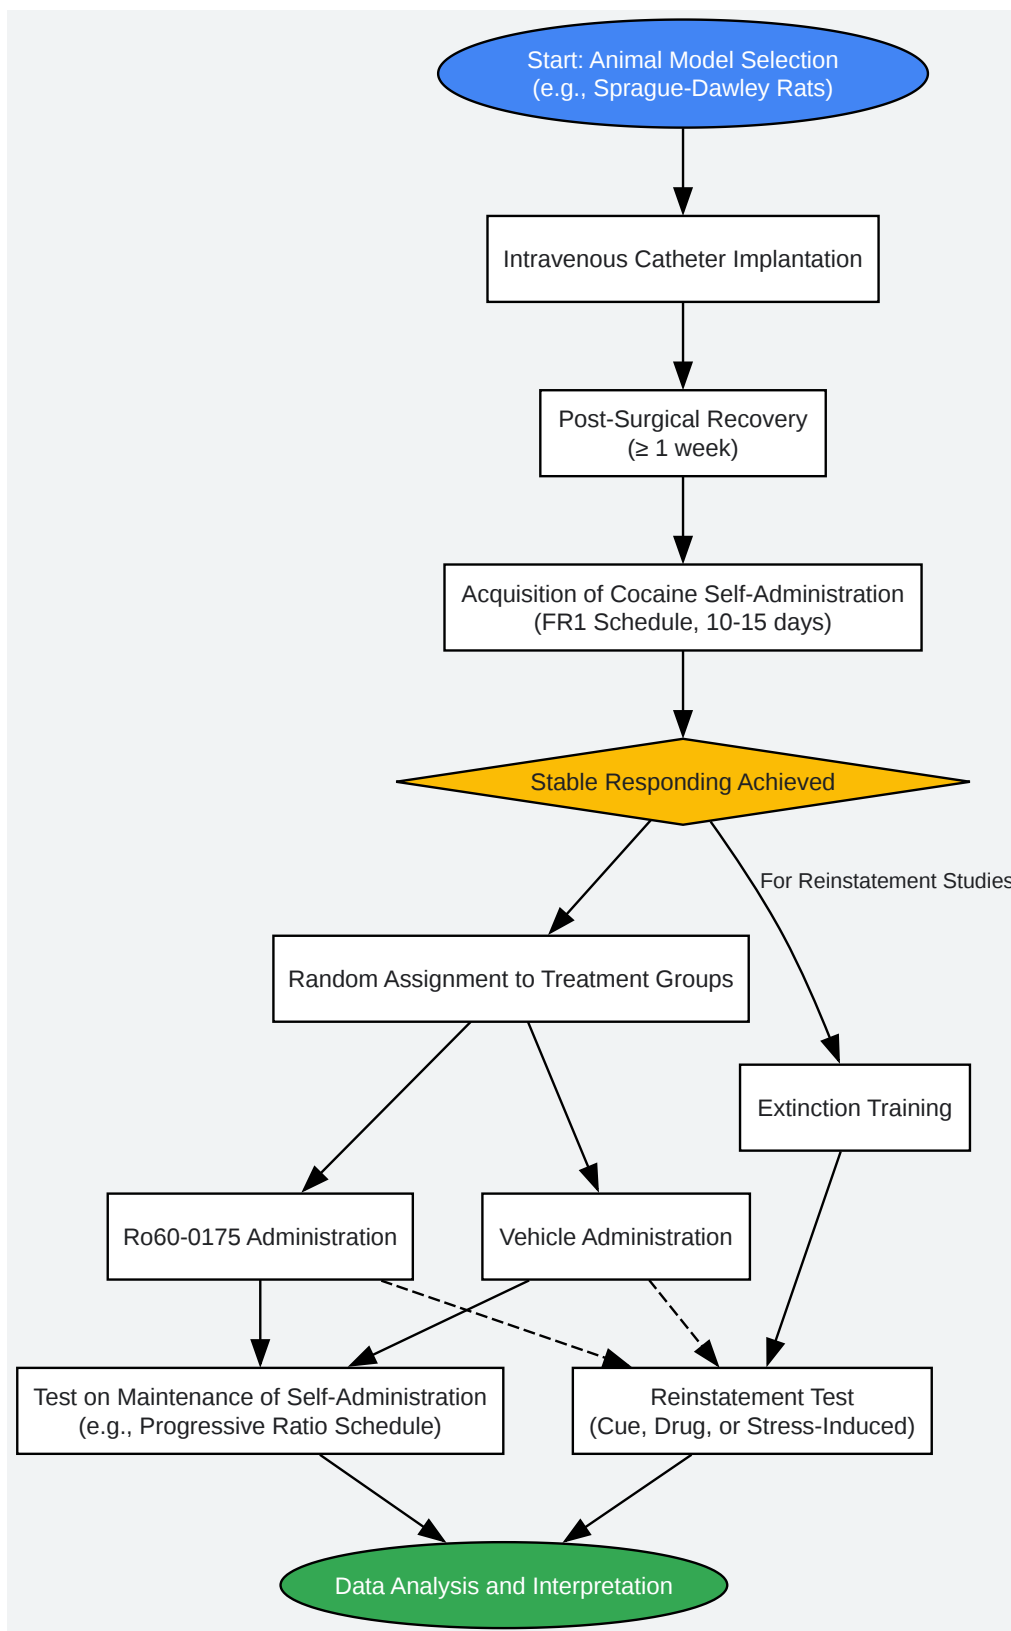 Start: Animal Model Selection
(e.g., Sprague-Dawley Rats)
Intravenous Catheter Implantation
Post-Surgical Recovery
(≥ 1 week)
Acquisition of Cocaine Self-Administration
(FR1 Schedule, 10-15 days)
Stable Responding Achieved
For Reinstatement Studies
Random Assignment to Treatment Groups
Extinction Training
Ro60-0175 Administration
Vehicle Administration
Test on Maintenance of Self-Administration
(e.g., Progressive Ratio Schedule)
Reinstatement Test
(Cue, Drug, or Stress-Induced)
Data Analysis and Interpretation